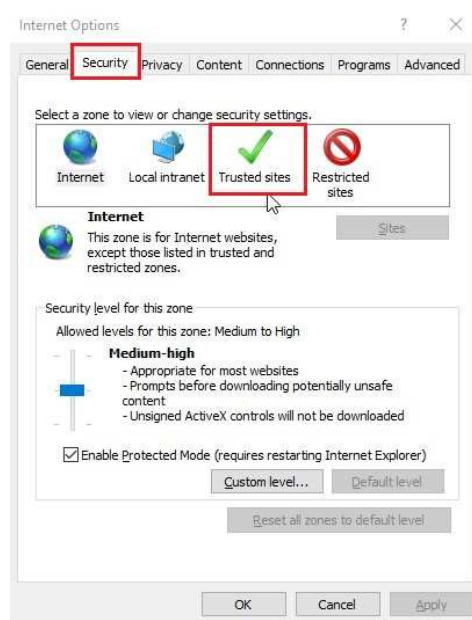 Internet Options ? ×
General Security Privacy Content Connections Programs Advanced
Select a zone to view or change security settings.
Internet Local intranet Trusted sites Restricted
sites
Internet
Sites
This zone is for Internet websites,
except those listed in trusted and
restricted zones.
Security level for this zone
Allowed levels for this zone: Medium to High
Medium-high
- Appropriate for most websites
- Prompts before downloading potentially unsafe
content
- Unsigned ActiveX controls will not be downloaded
Enable Protected Mode (requires restarting Internet Explorer)
Custom level... Default level
Reset all zones to default level
OK Cancel Apply